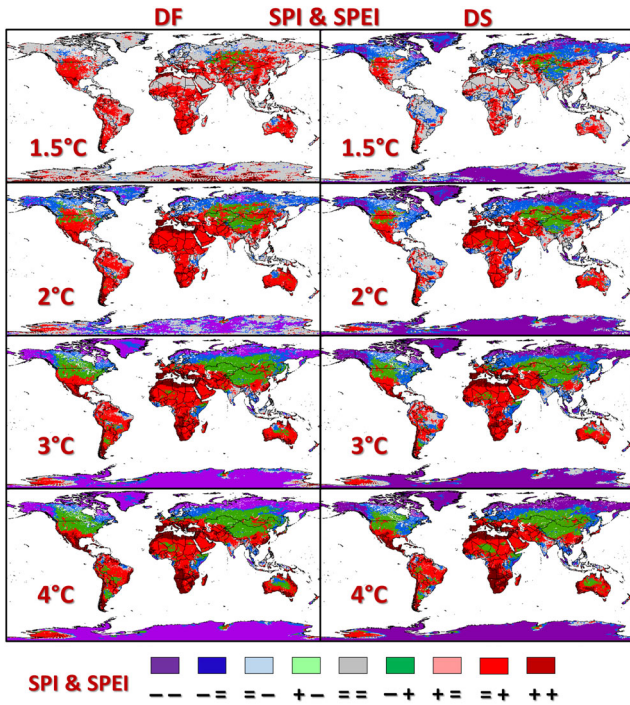 DF SPI & SPEI DS
1.5°C 1.5°C
2°C 2°C
3°C 3°C
4°C 4°C
SPI & SPEI
− − − = = − + − = = − + + = = + + +